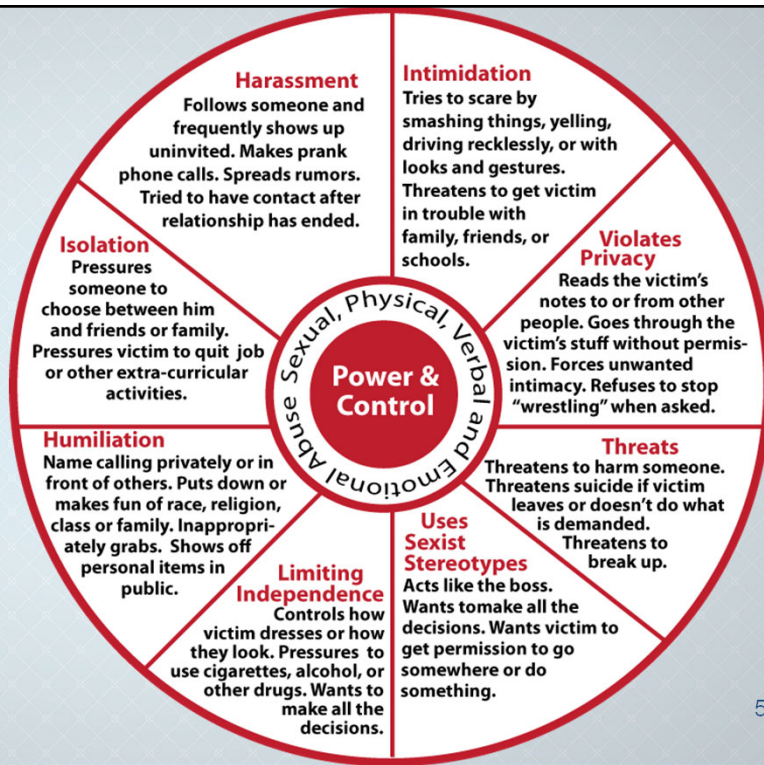 Harassment
Follows someone and
frequently shows up
uninvited. Makes prank
phone calls. Spreads rumors.
Tried to have contact after
relationship has ended.
Intimidation
Tries to scare by
smashing things, yelling,
driving recklessly, or with
looks and gestures.
Threatens to get victim
in trouble with
family, friends, or
schools.
Violates
Privacy
Reads the victim's
notes to or from other
people. Goes through the
victim's stuff without permis-
sion. Forces unwanted
intimacy. Refuses to stop
"wrestling" when asked.
Threats
Threatens to harm someone.
Threatens suicide if victim
leaves or doesn't do what
is demanded.
Threatens to
break up.
Uses
Sexist
Stereotypes
Acts like the boss.
Wants tomake all the
decisions. Wants victim to
get permission to go
somewhere or do
something.
Limiting
Independence
Controls how
victim dresses or how
they look. Pressures to
use cigarettes, alcohol, or
other drugs. Wants to
make all the
decisions.
Humiliation
Name calling privately or in
front of others. Puts down or
makes fun of race, religion,
class or family. Inappropri-
ately grabs. Shows off
personal items in
public.
Isolation
Pressures
someone to
choose between him
and friends or family.
Pressures victim to quit job
or other extra-curricular
activities.
Sexual, Physical, Verbal and Emotional Abuse
Power &
Control
5